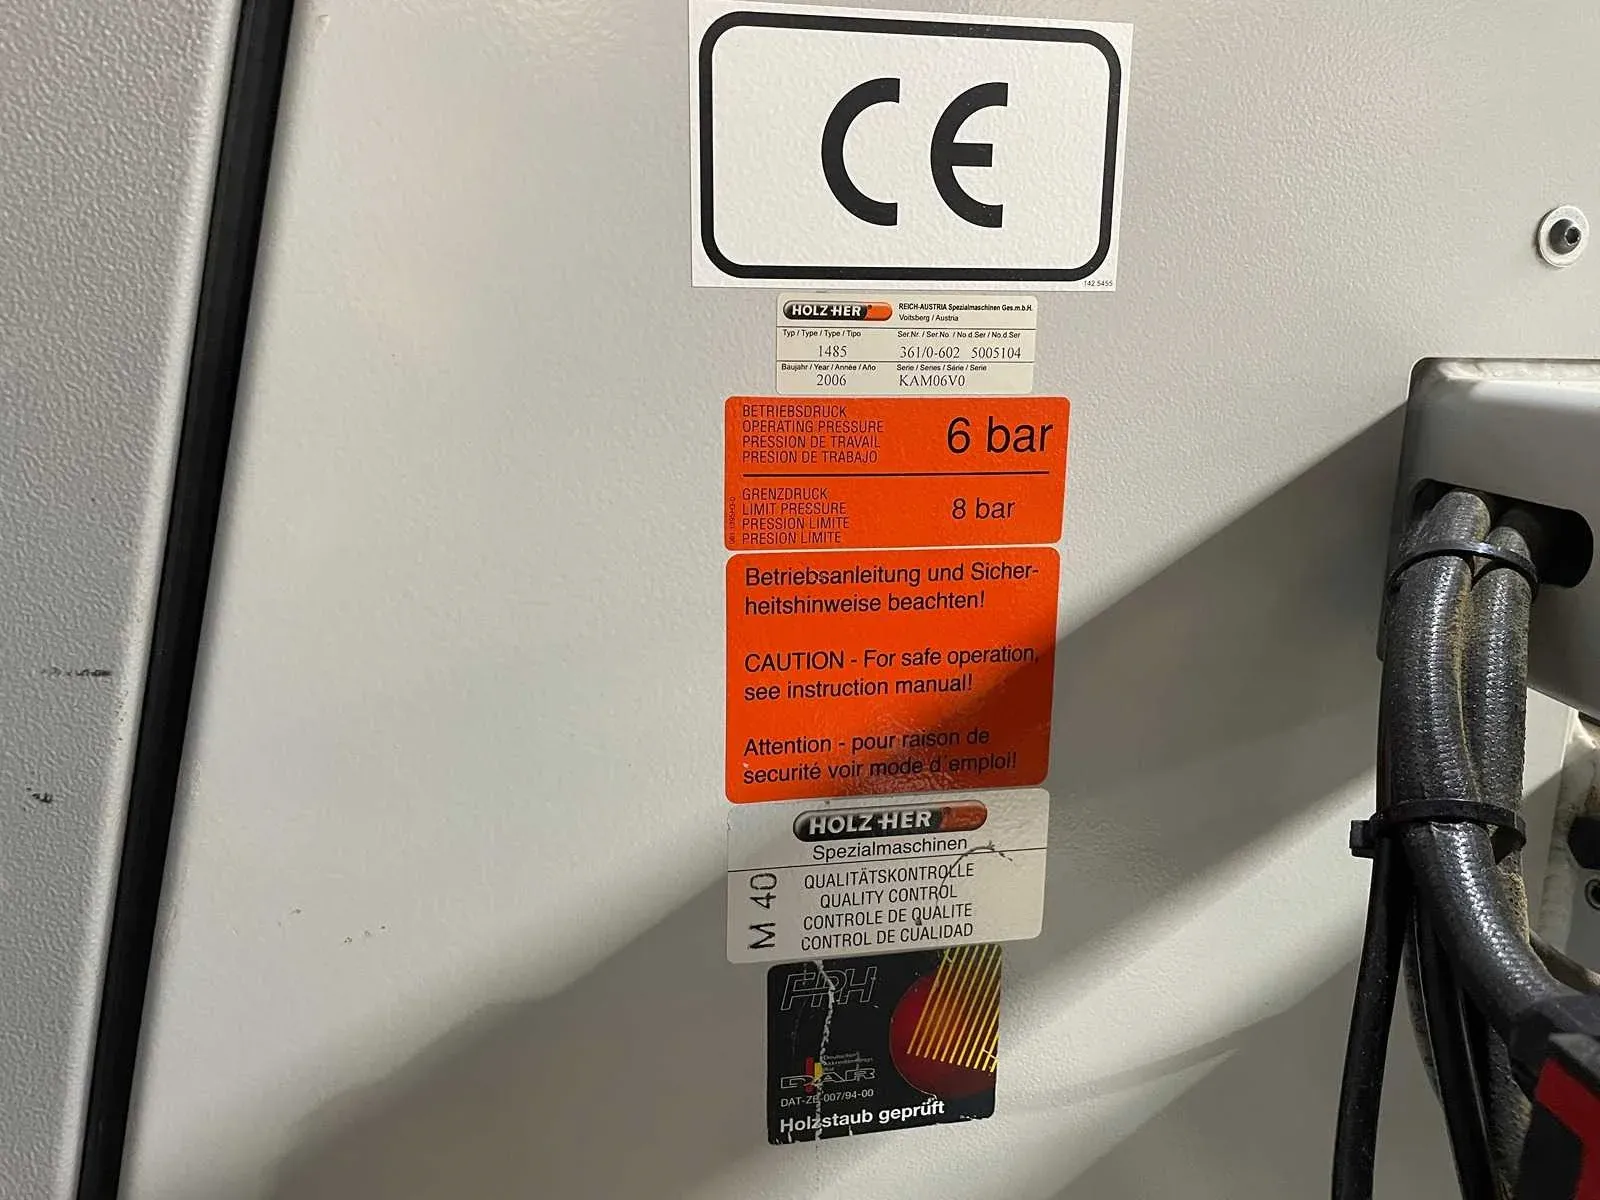 CE
142.5455
HOLZ-HER
REICH-AUSTRIA Spezialmaschinen Ges.m.b.H.
Voitsberg / Austria
Typ / Type / Type / Tipo
Ser.Nr. / Ser.No / No d.Ser / No.d.Ser
1485
361/0-602 5005104
Baujahr / Year / Année / Año
Serie / Series / Série / Serie
2006
KAM06V0
BETRIEBSDRUCK
OPERATING PRESSURE
PRESSION DE TRAVAIL
PRESION DE TRABAJO
6 bar
GRENZDRUCK
LIMIT PRESSURE
PRESSION LIMITE
PRESION LIMITE
8 bar
Betriebsanleitung und Sicher-
heitshinweise beachten!
CAUTION - For safe operation,
see instruction manual!
Attention - pour raison de
securité voir mode d´emploi!
HOLZ-HER
Spezialmaschinen
M 40
QUALITÄTSKONTROLLE
QUALITY CONTROL
CONTROLE DE QUALITE
CONTROL DE CUALIDAD
DAR
DAT-ZE-007/94-00
Holzstaub geprüft